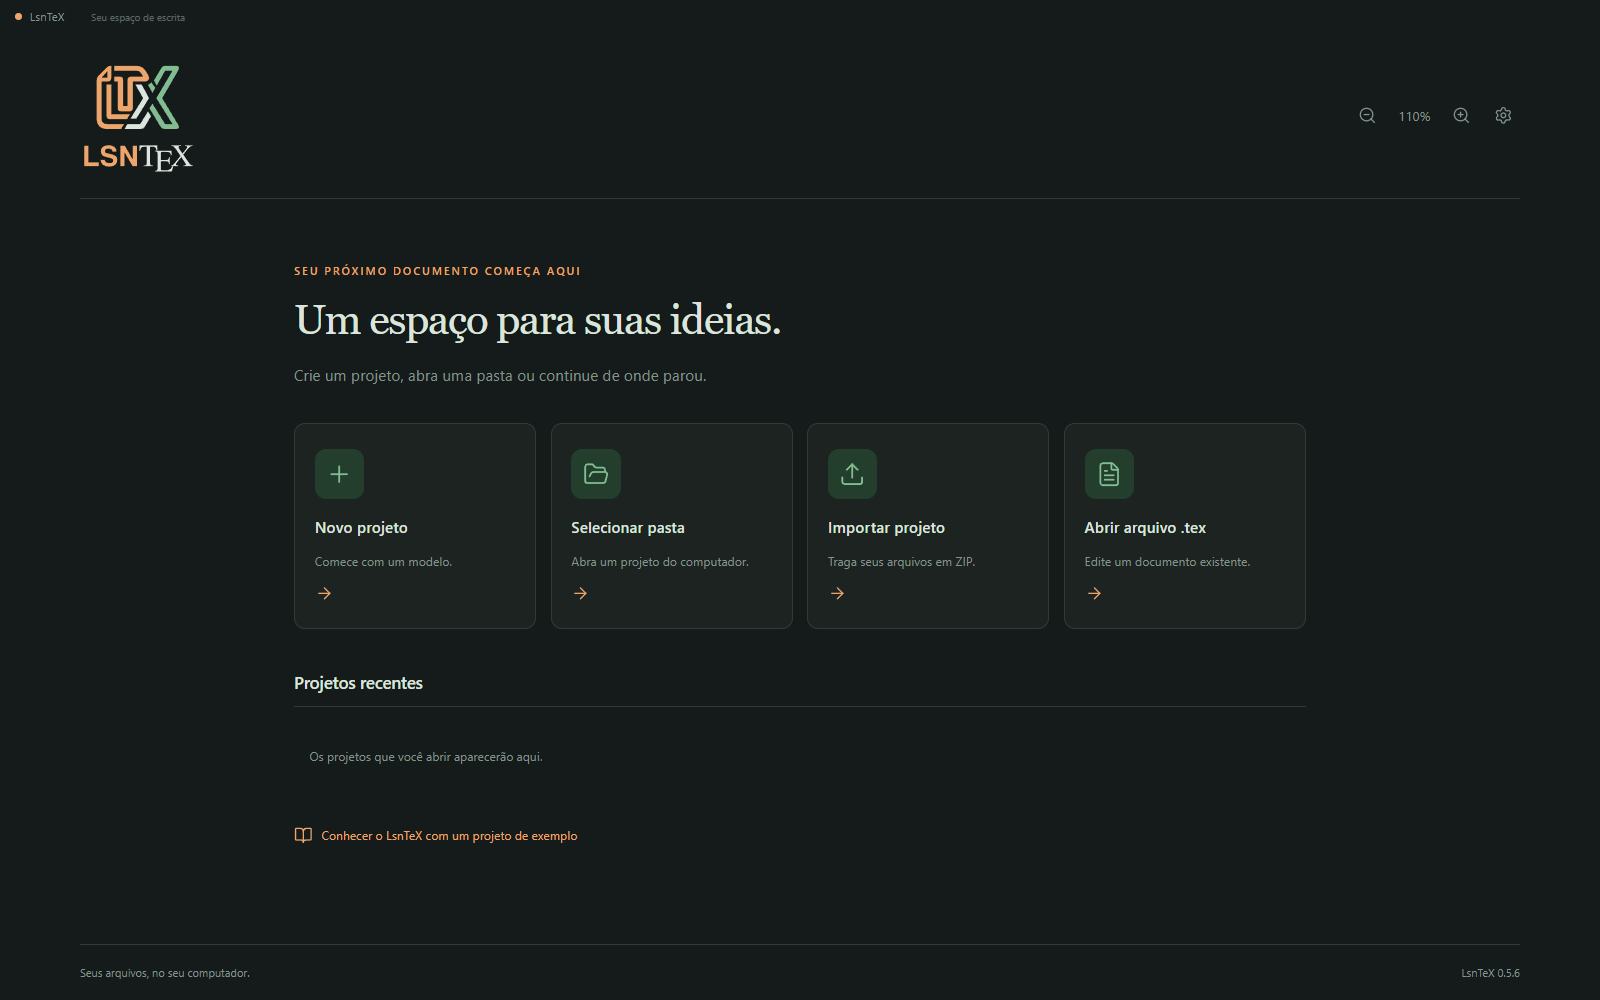 LsnTeX Seu espaço de escrita
LSNTEX
110%
SEU PRÓXIMO DOCUMENTO COMEÇA AQUI
Um espaço para suas ideias.
Crie um projeto, abra uma pasta ou continue de onde parou.
Novo projeto
Comece com um modelo.
Selecionar pasta
Abra um projeto do computador.
Importar projeto
Traga seus arquivos em ZIP.
Abrir arquivo .tex
Edite um documento existente.
Projetos recentes
Os projetos que você abrir aparecerão aqui.
Conhecer o LsnTeX com um projeto de exemplo
Seus arquivos, no seu computador.
LsnTeX 0.5.6